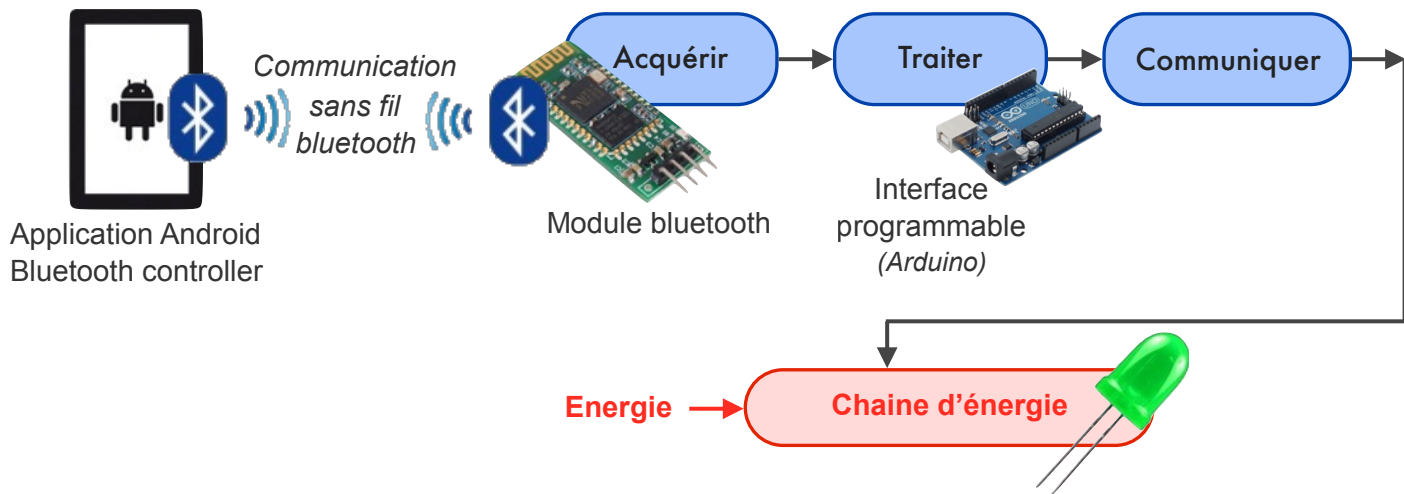 Communication
sans fil
bluetooth
Acquérir
Traiter
Communiquer
Application Android
Bluetooth controller
Module bluetooth
Interface
programmable
(Arduino)
Energie
Chaine d'énergie